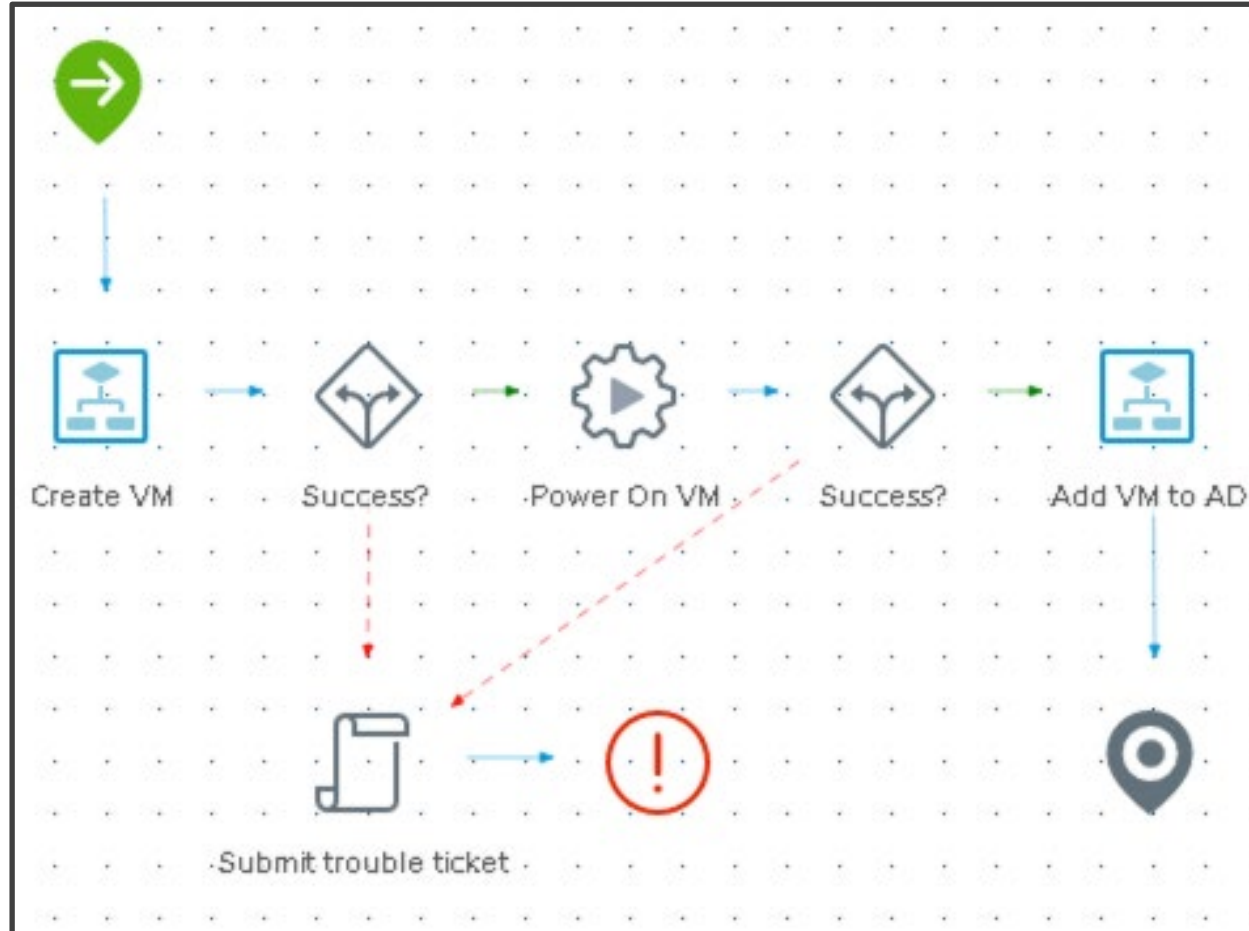 Create VM
Success?
Power On VM
Success?
Add VM to AD
Submit trouble ticket